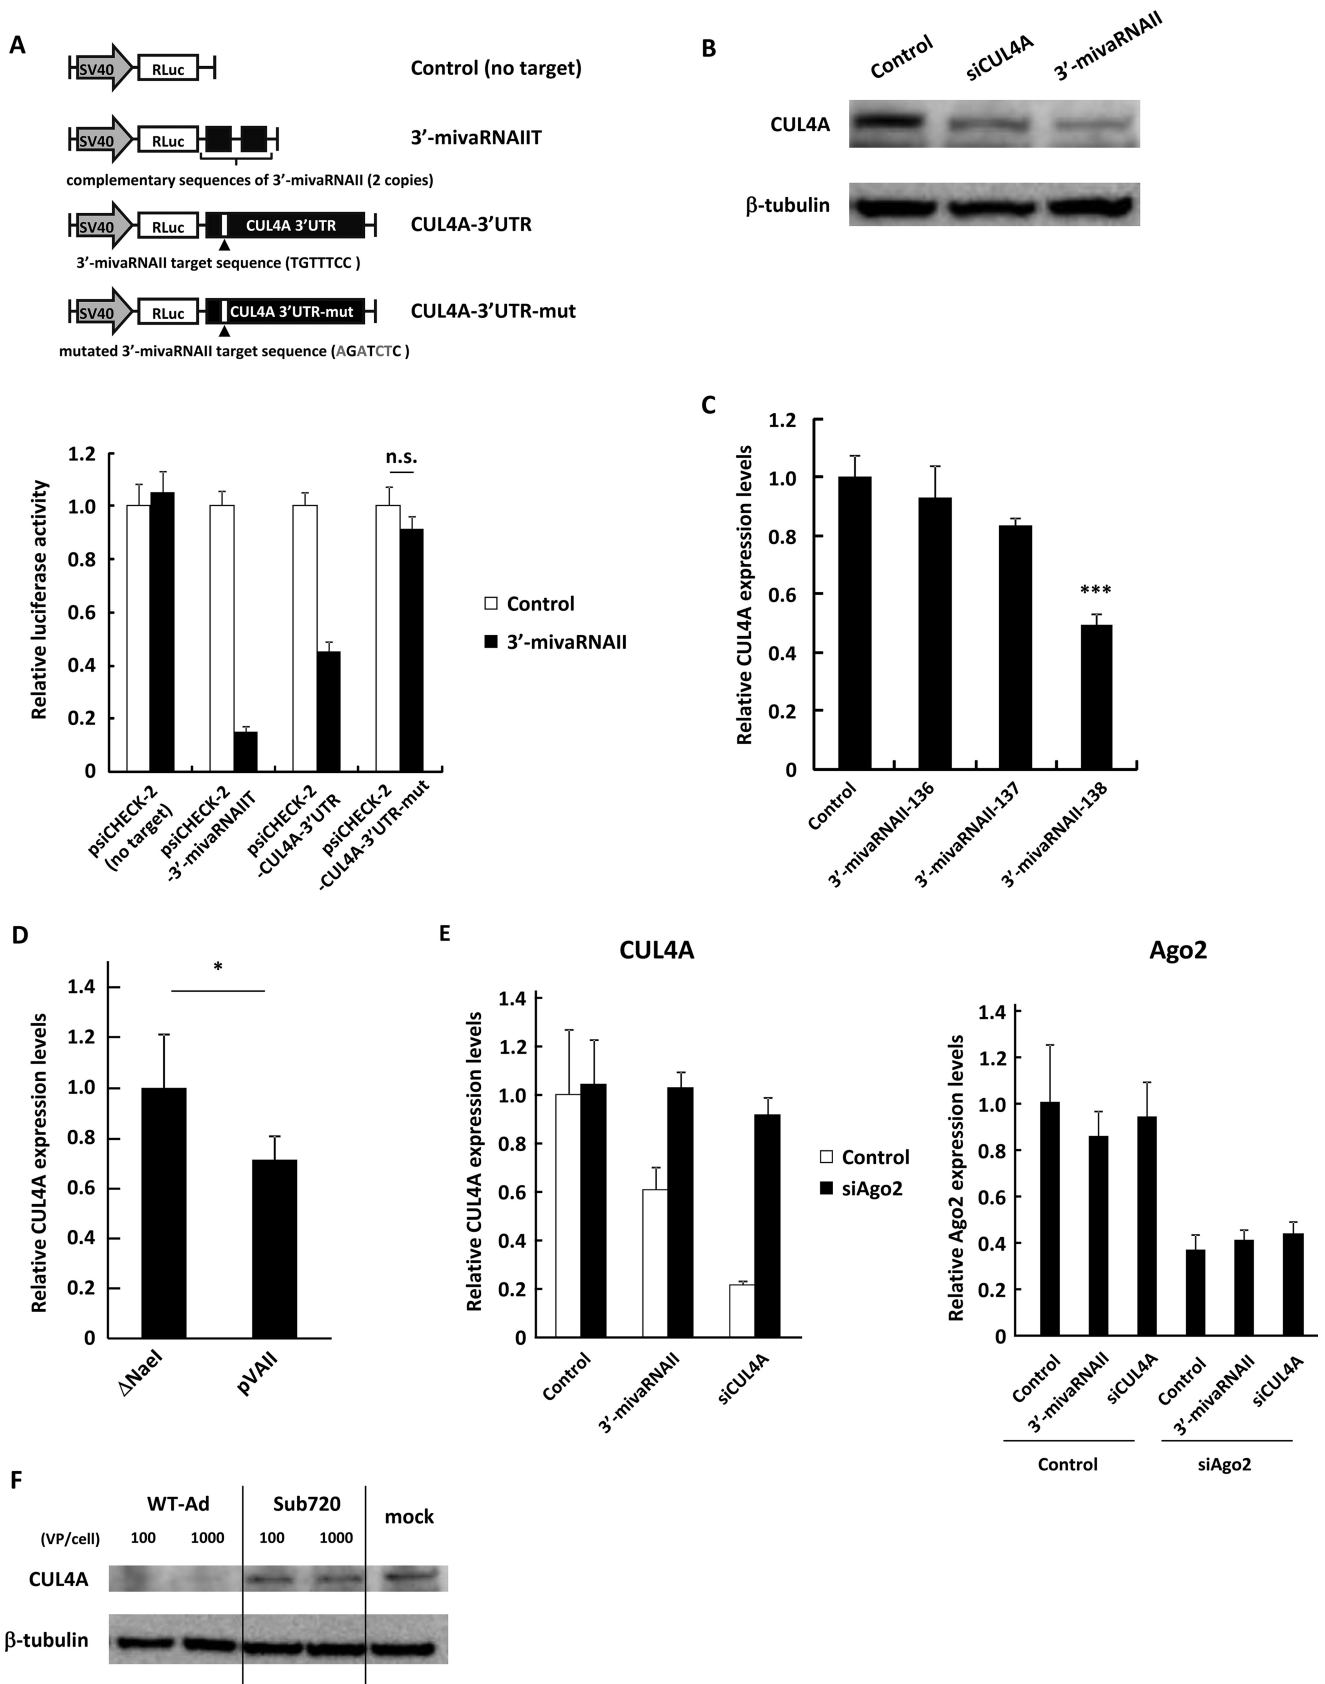 A
SV40 RLuc Control (no target)
SV40 RLuc 3'-mivaRNAIIT
complementary sequences of 3'-mivaRNAII (2 copies)
SV40 RLuc CUL4A 3'UTR CUL4A-3'UTR
3'-mivaRNAII target sequence (TGTTTCC )
SV40 RLuc CUL4A 3'UTR-mut CUL4A-3'UTR-mut
mutated 3'-mivaRNAII target sequence (AGATCTC )
Relative luciferase activity
1.2
1.0
0.8
0.6
0.4
0.2
0
n.s.
Control
3'-mivaRNAII
psiCHECK-2
(no target)
psiCHECK-2
-3'-mivaRNAIIT
psiCHECK-2
-CUL4A-3'UTR
psiCHECK-2
-CUL4A-3'UTR-mut
B
Control siCUL4A 3'-mivaRNAII
CUL4A
β-tubulin
C
Relative CUL4A expression levels
1.2
1.0
0.8
0.6
0.4
0.2
0
***
Control
3'-mivaRNAII-136
3'-mivaRNAII-137
3'-mivaRNAII-138
D
Relative CUL4A expression levels
1.4
1.2
1.0
0.8
0.6
0.4
0.2
0
*
ΔNaeI
pVAII
E
CUL4A
Relative CUL4A expression levels
1.4
1.2
1.0
0.8
0.6
0.4
0.2
0
Control
3'-mivaRNAII
siCUL4A
Control
siAgo2
Ago2
Relative Ago2 expression levels
1.4
1.2
1.0
0.8
0.6
0.4
0.2
0
Control
3'-mivaRNAII
siCUL4A
Control
3'-mivaRNAII
siCUL4A
Control
siAgo2
F
WT-Ad Sub720 mock
(VP/cell) 100 1000 100 1000
CUL4A
β-tubulin